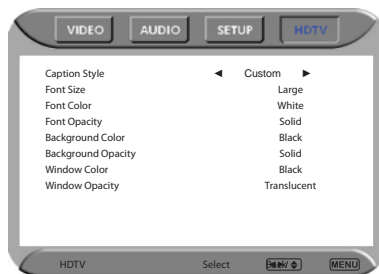 VIDEO AUDIO SETUP HDTV
Caption Style Custom
Font Size Large
Font Color White
Font Opacity Solid
Background Color Black
Background Opacity Solid
Window Color Black
Window Opacity Translucent
HDTV Select MENU